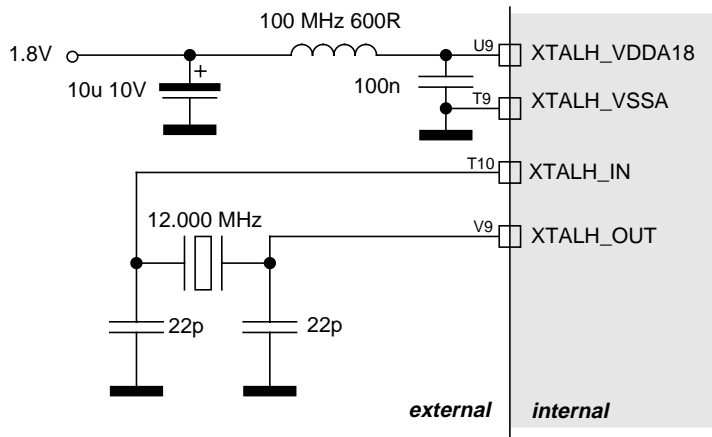 100 MHz 600R
1.8V
U9
XTALH_VDDA18
+
10u 10V
100n
T9
XTALH_VSSA
T10
XTALH_IN
12.000 MHz
V9
XTALH_OUT
22p
22p
external
internal